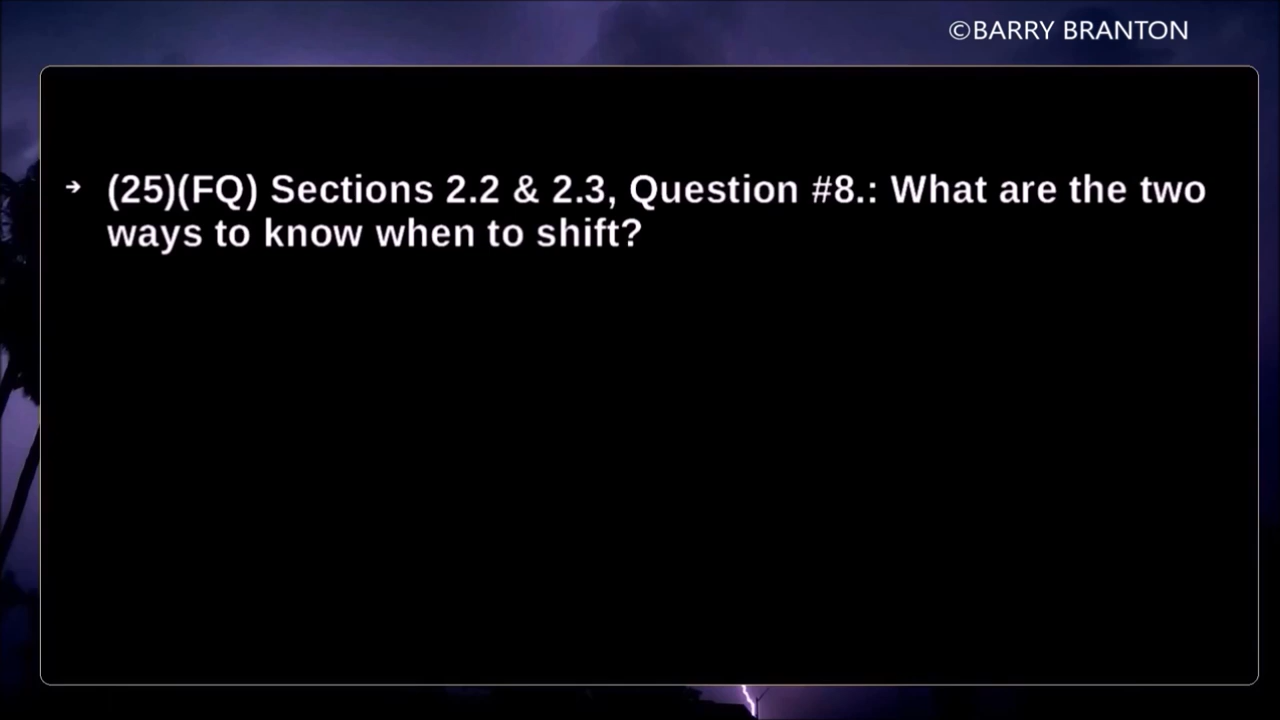 ©BARRY BRANTON
➔ (25)(FQ) Sections 2.2 & 2.3, Question #8.: What are the two
ways to know when to shift?